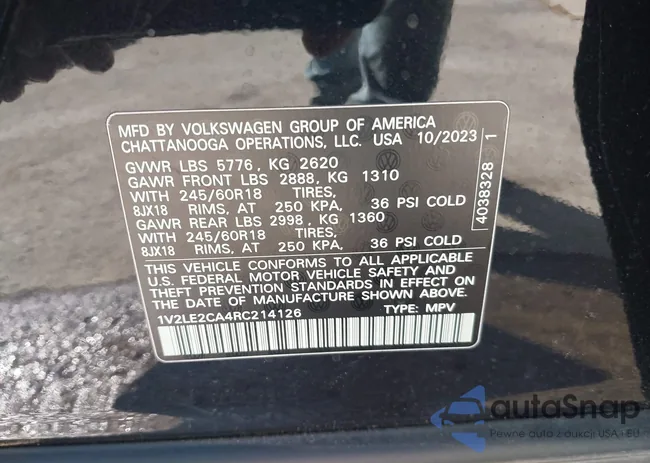 MFD BY VOLKSWAGEN GROUP OF AMERICA
CHATTANOOGA OPERATIONS, LLC. USA 10/2023
GVWR LBS 5776, KG 2620
GAWR FRONT LBS 2888, KG 1310
WITH 245/60R18 TIRES,
8JX18 RIMS, AT 250 KPA, 36 PSI COLD
GAWR REAR LBS 2998, KG 1360
WITH 245/60R18 TIRES,
8JX18 RIMS, AT 250 KPA, 36 PSI COLD
THIS VEHICLE CONFORMS TO ALL APPLICABLE
U.S. FEDERAL MOTOR VEHICLE SAFETY AND
THEFT PREVENTION STANDARDS IN EFFECT ON
THE DATE OF MANUFACTURE SHOWN ABOVE.
1V2LE2CA4RC214126 TYPE: MPV
4038328 1
autoSnap
Pewne auto z aukcji USA i EU